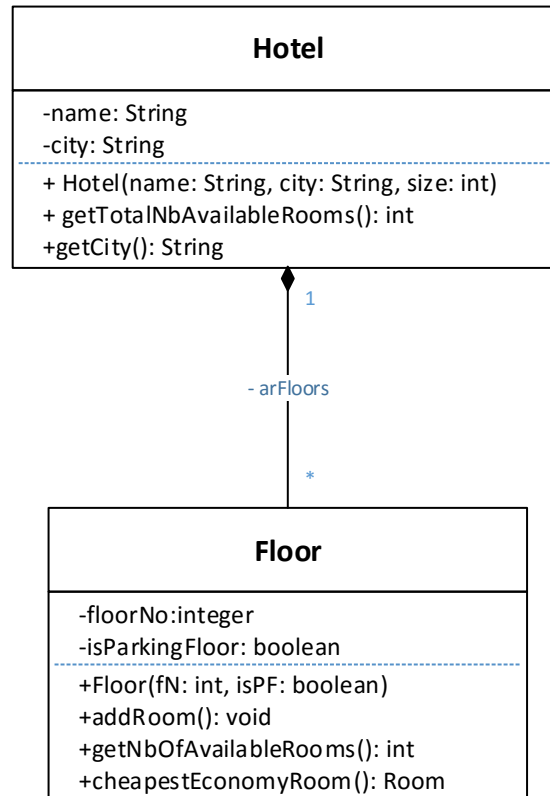 Hotel
-name: String
-city: String
+ Hotel(name: String, city: String, size: int)
+ getTotalNbAvailableRooms(): int
+getCity(): String
1
- arFloors
*
Floor
-floorNo:integer
-isParkingFloor: boolean
+Floor(fN: int, isPF: boolean)
+addRoom(): void
+getNbOfAvailableRooms(): int
+cheapestEconomyRoom(): Room